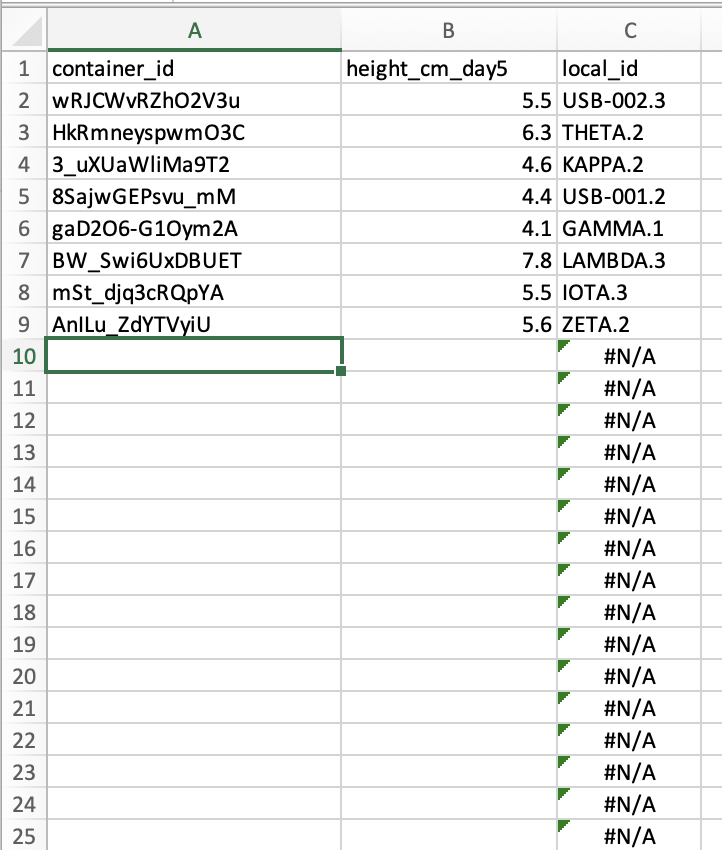 A B C
1 container_id height_cm_day5 local_id
2 wRJCWvRZhO2V3u 5.5 USB-002.3
3 HkRmneyspwmO3C 6.3 THETA.2
4 3_uXUaWliMa9T2 4.6 KAPPA.2
5 8SajwGEPsvu_mM 4.4 USB-001.2
6 gaD2O6-G1Oym2A 4.1 GAMMA.1
7 BW_Swi6UxDBUET 7.8 LAMBDA.3
8 mSt_djq3cRQpYA 5.5 IOTA.3
9 AnILu_ZdYTVyiU 5.6 ZETA.2
10 #N/A
11 #N/A
12 #N/A
13 #N/A
14 #N/A
15 #N/A
16 #N/A
17 #N/A
18 #N/A
19 #N/A
20 #N/A
21 #N/A
22 #N/A
23 #N/A
24 #N/A
25 #N/A